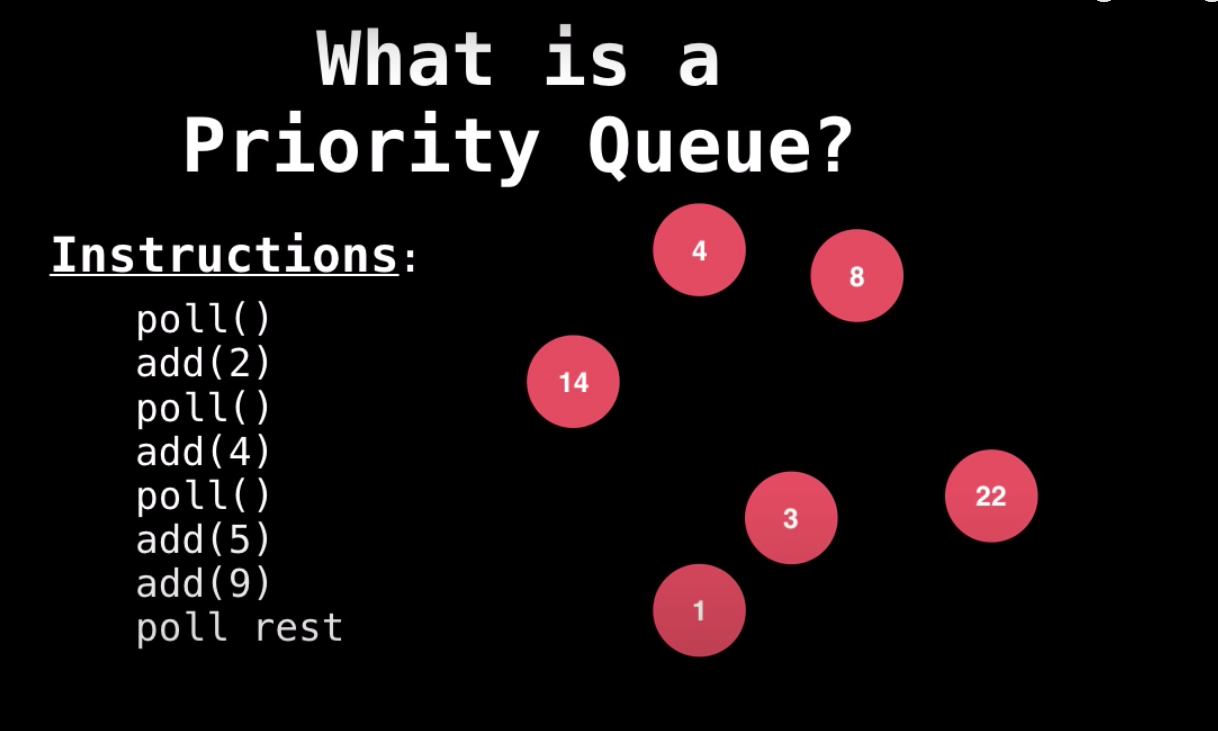 What is a
Priority Queue?
Instructions:
poll()
add(2)
poll()
add(4)
poll()
add(5)
add(9)
poll rest
4
8
14
22
3
1